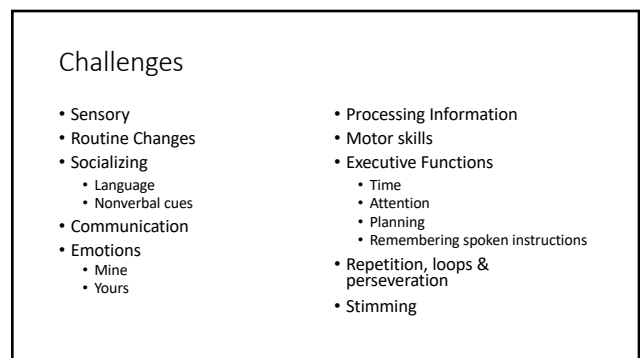 Challenges
• Sensory
• Routine Changes
• Socializing
• Language
• Nonverbal cues
• Communication
• Emotions
• Mine
• Yours
• Processing Information
• Motor skills
• Executive Functions
• Time
• Attention
• Planning
• Remembering spoken instructions
• Repetition, loops &
perseveration
• Stimming